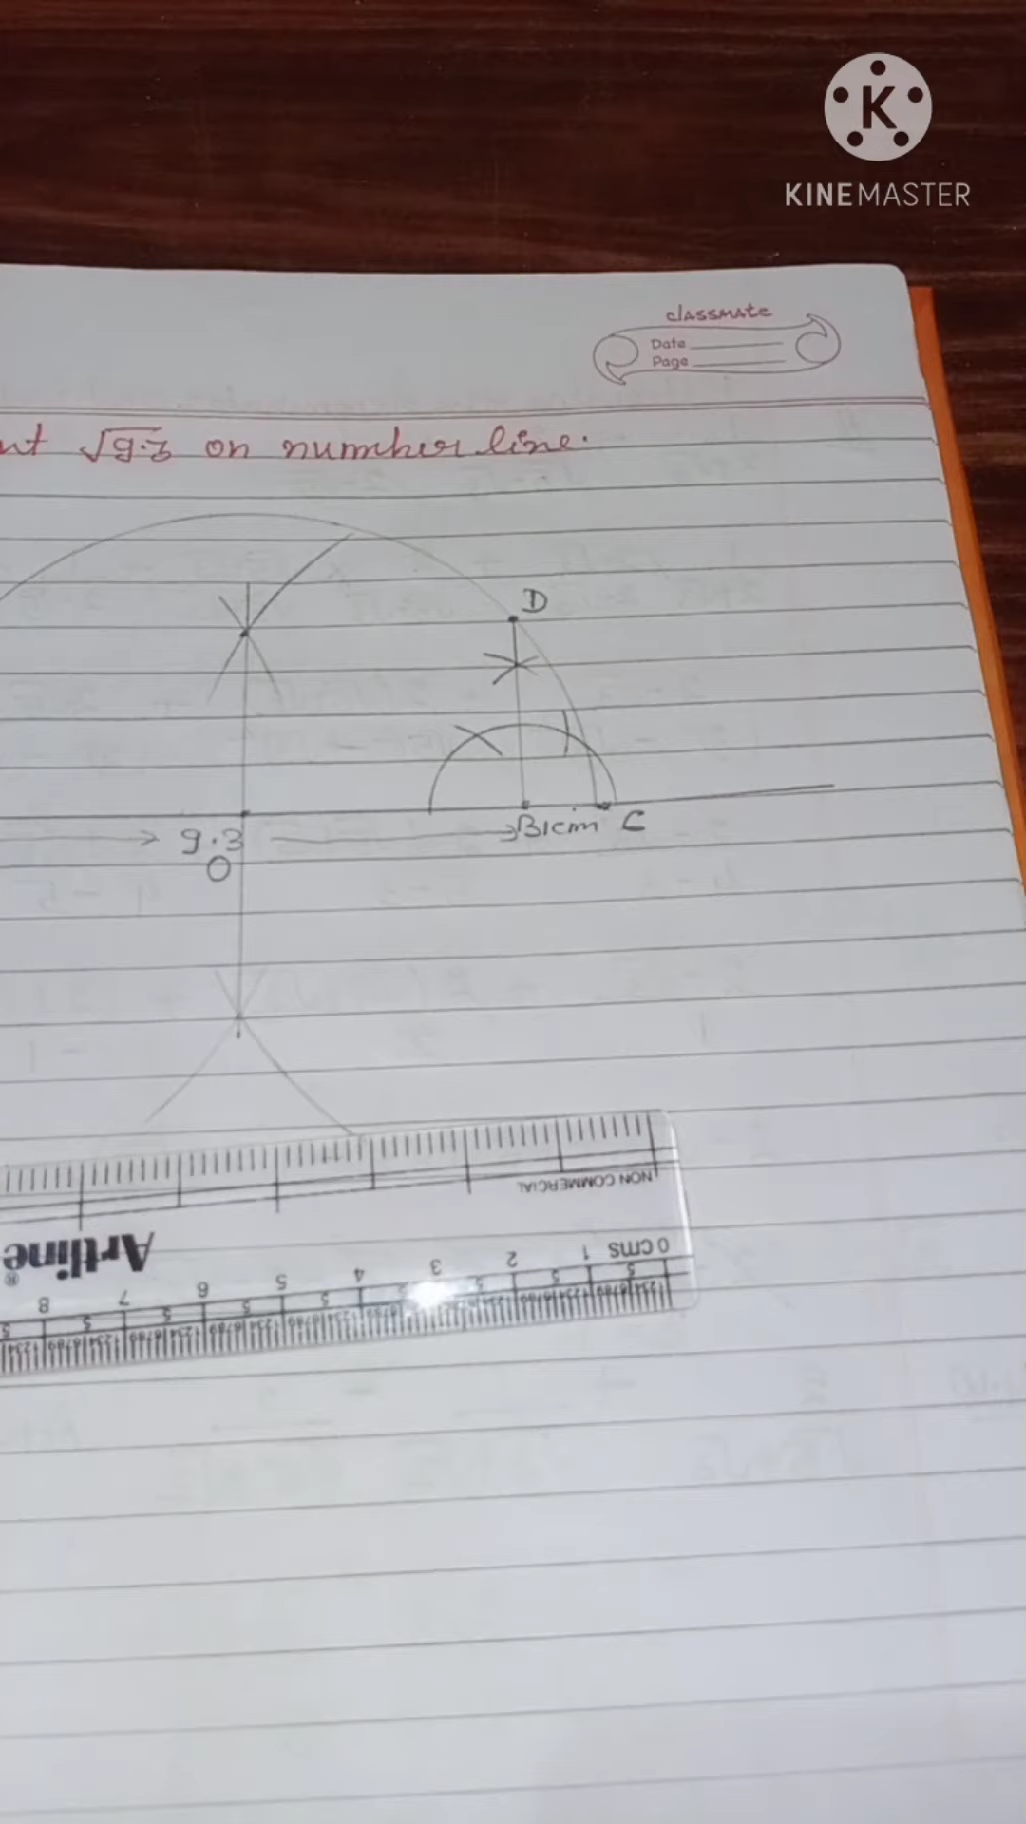 KINEMASTER
classmate
Date
Page
nt √9.3 on number line.
D
9.3
B 1cm C
O
NON COMMERCIAL
Artline®
0 cms 1 2 3 4 5 6 7 8